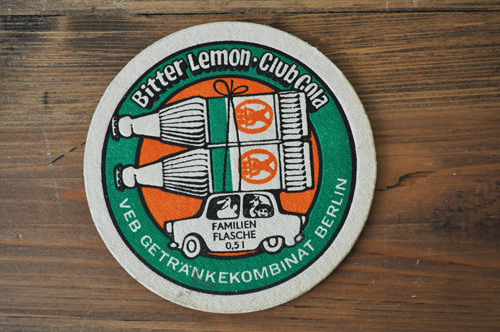 Bitter Lemon · Club Cola
FAMILIEN
FLASCHE
0,5 l
VEB GETRÄNKEKOMBINAT BERLIN